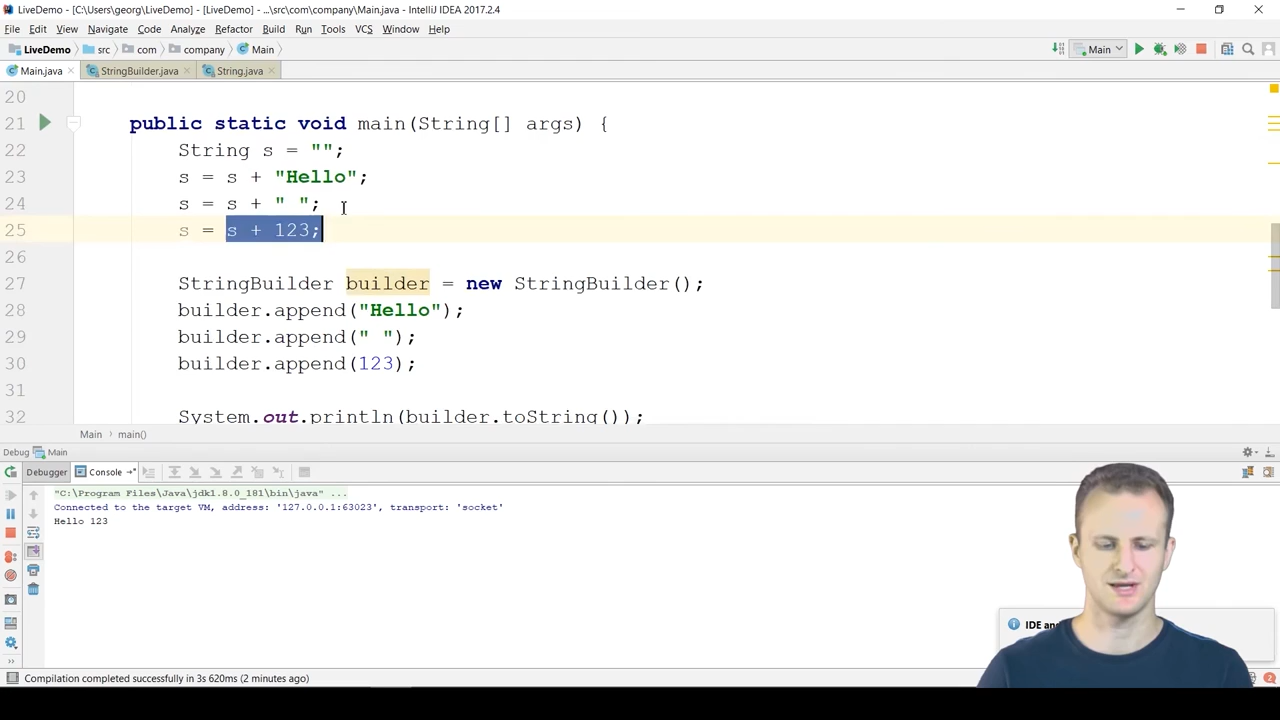 LiveDemo - [C:\Users\georg\LiveDemo] - [LiveDemo] - ...\src\com\company\Main.java - IntelliJ IDEA 2017.2.4
File Edit View Navigate Code Analyze Refactor Build Run Tools VCS Window Help
LiveDemo src com company Main Main
Main.java StringBuilder.java String.java
20
21 public static void main(String[] args) {
22 String s = "";
23 s = s + "Hello";
24 s = s + " ";
25 s = s + 123;
26
27 StringBuilder builder = new StringBuilder();
28 builder.append("Hello");
29 builder.append(" ");
30 builder.append(123);
31
32 System.out.println(builder.toString());
Main main()
Debug Main
Debugger Console
"C:\Program Files\Java\jdk1.8.0_181\bin\java" ...
Connected to the target VM, address: '127.0.0.1:63023', transport: 'socket'
Hello 123
IDE
Compilation completed successfully in 3s 620ms (2 minutes ago)
2